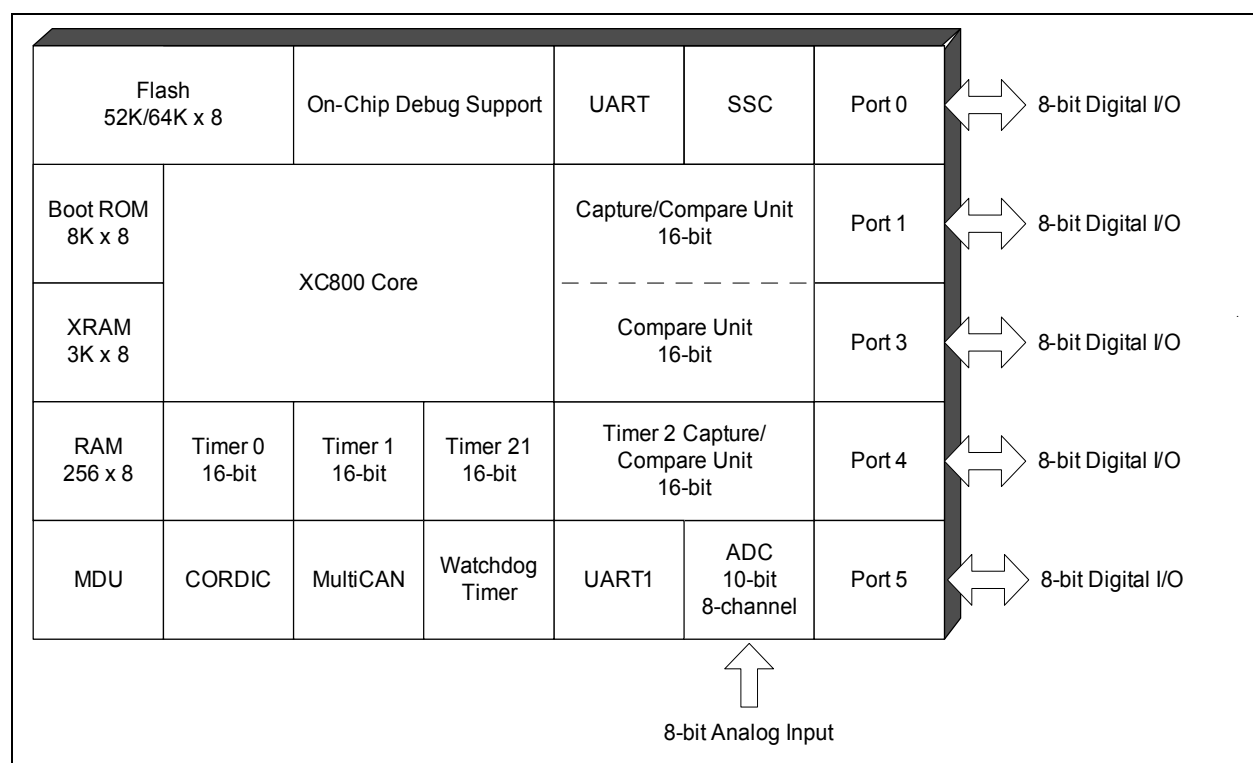 Flash
52K/64K x 8
On-Chip Debug Support
UART
SSC
Port 0
8-bit Digital I/O
Boot ROM
8K x 8
XC800 Core
Capture/Compare Unit
16-bit
Port 1
8-bit Digital I/O
XRAM
3K x 8
Compare Unit
16-bit
Port 3
8-bit Digital I/O
RAM
256 x 8
Timer 0
16-bit
Timer 1
16-bit
Timer 21
16-bit
Timer 2 Capture/
Compare Unit
16-bit
Port 4
8-bit Digital I/O
MDU
CORDIC
MultiCAN
Watchdog
Timer
UART1
ADC
10-bit
8-channel
Port 5
8-bit Digital I/O
8-bit Analog Input